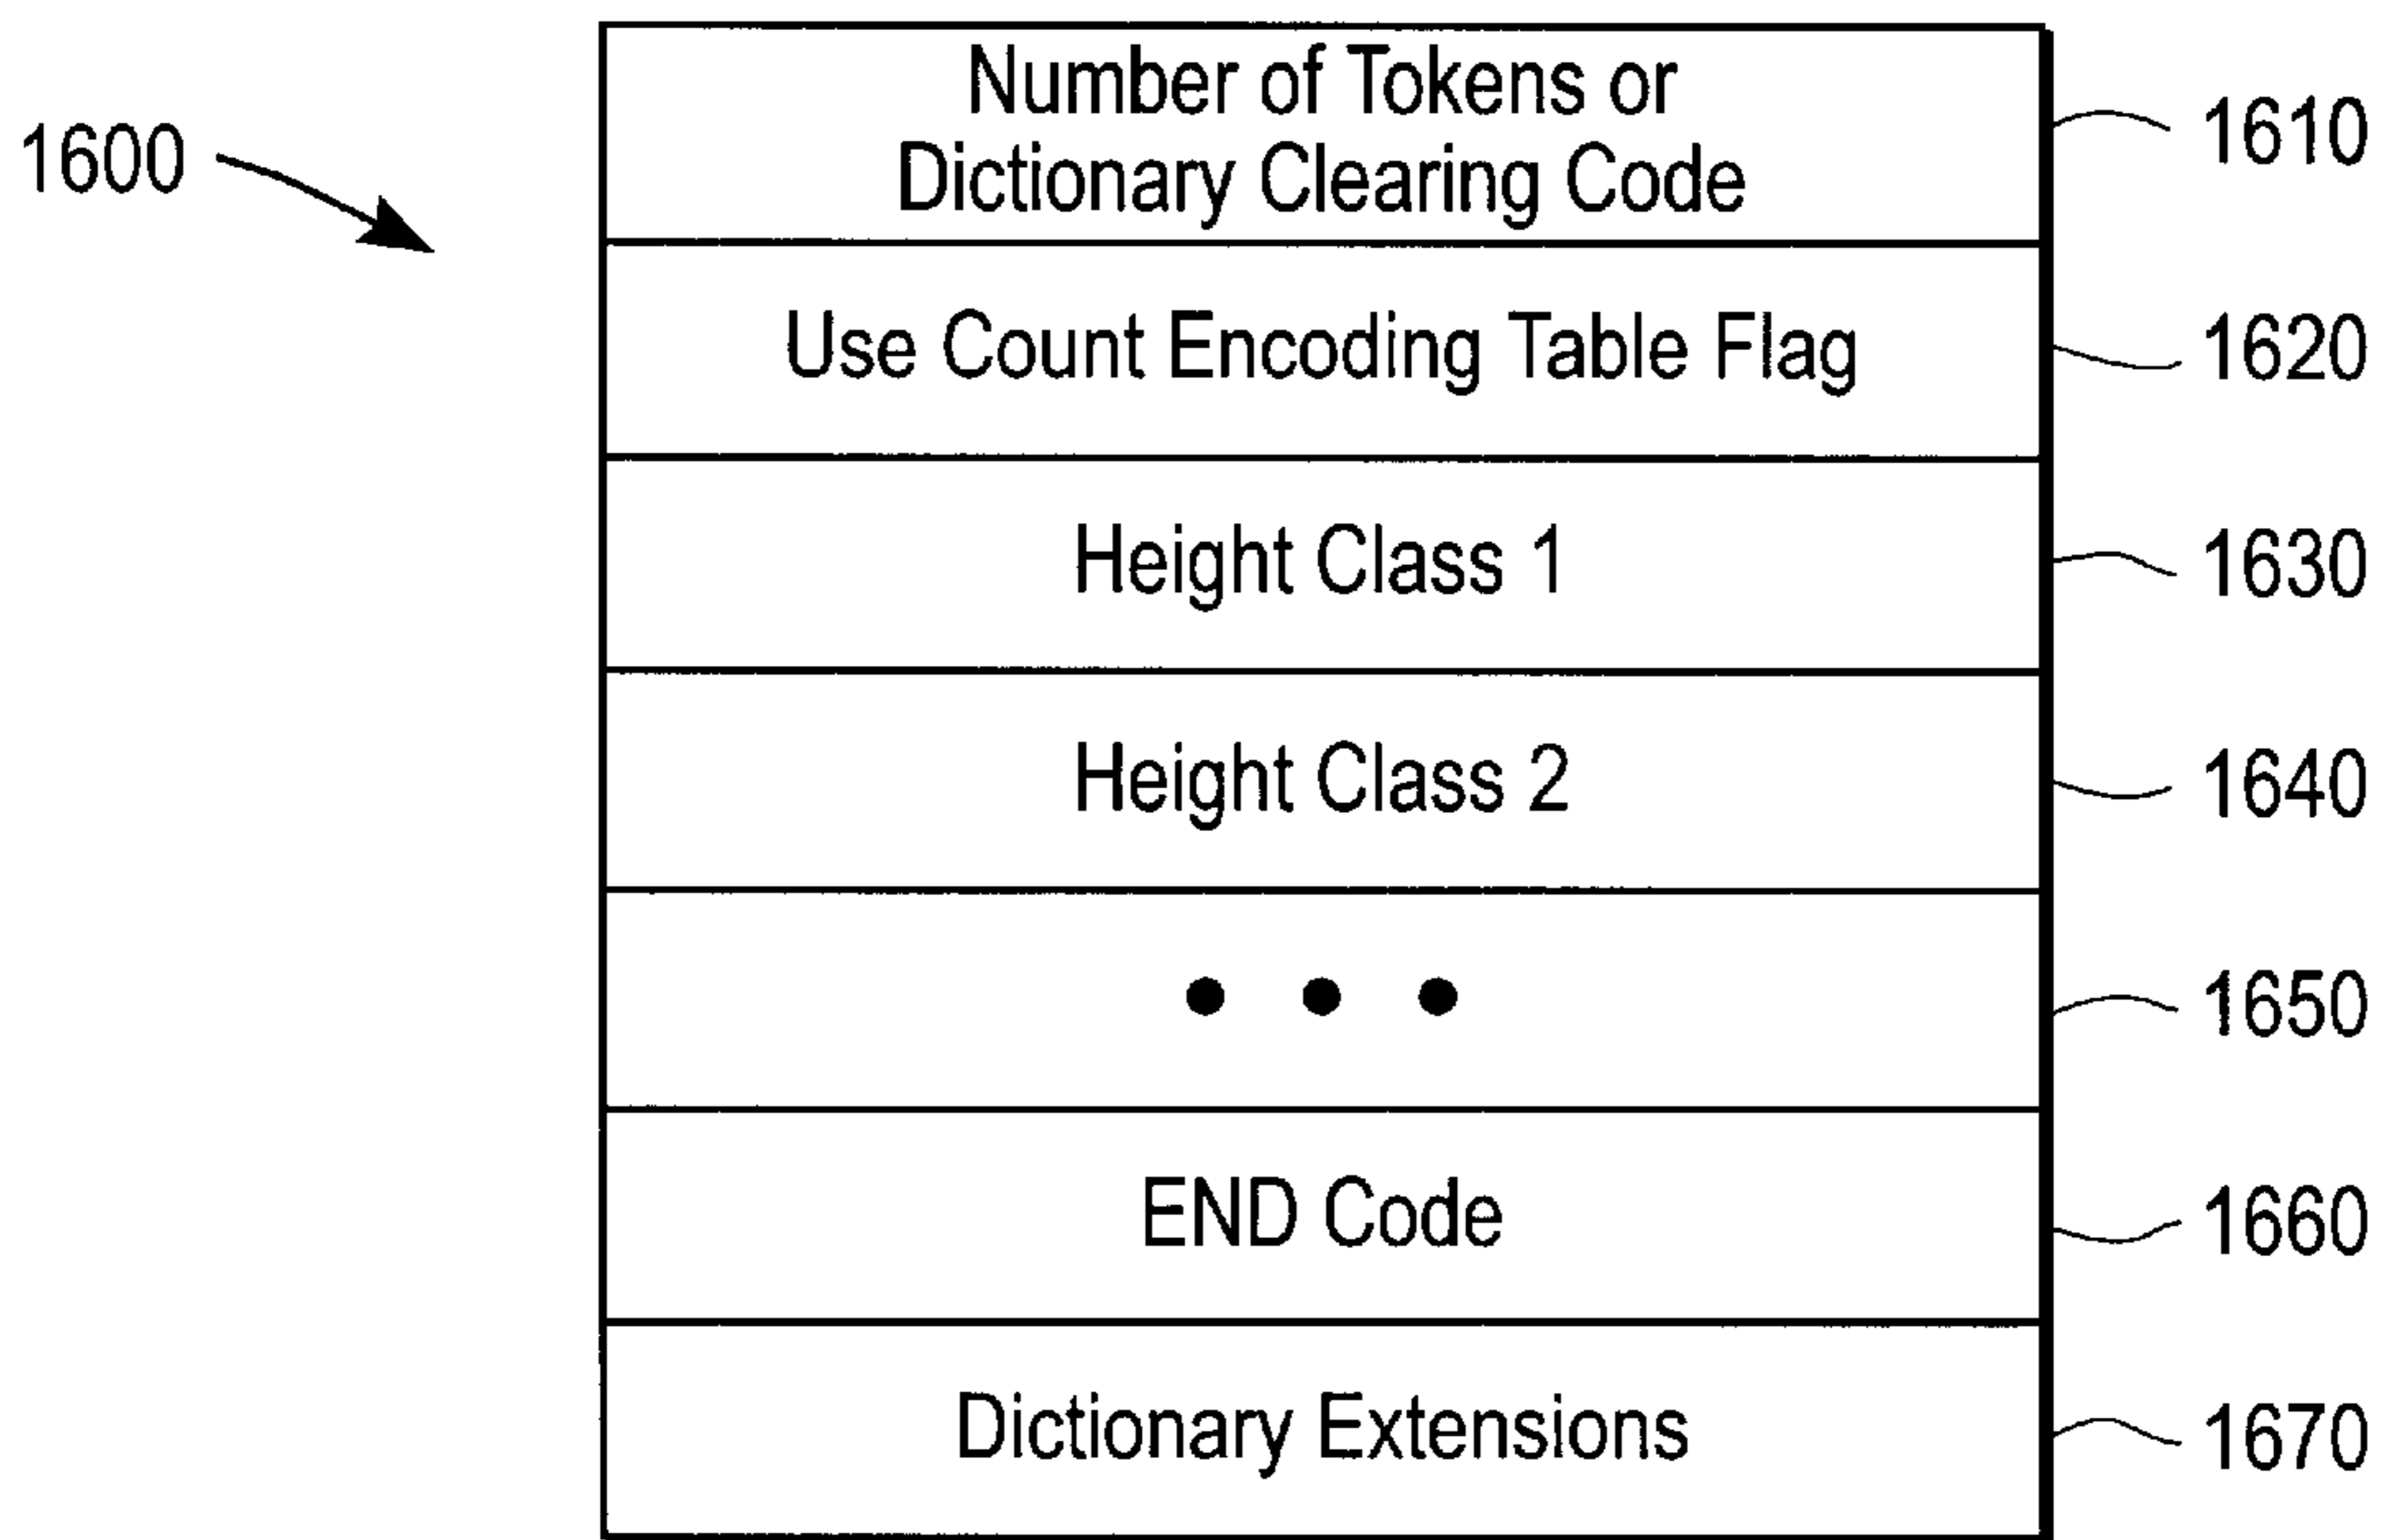 1600
Number of Tokens or
Dictionary Clearing Code
1610
Use Count Encoding Table Flag
1620
Height Class 1
1630
Height Class 2
1640
• • •
1650
END Code
1660
Dictionary Extensions
1670